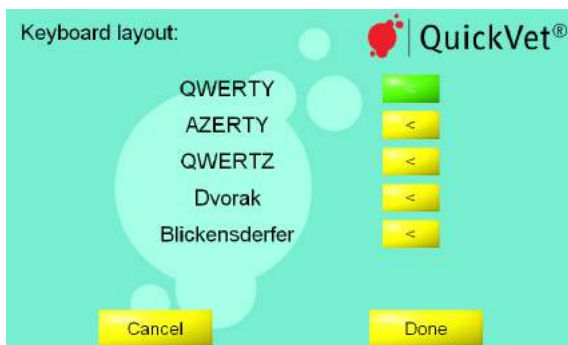 Keyboard layout:
QuickVet®
QWERTY <
AZERTY <
QWERTZ <
Dvorak <
Blickensderfer <
Cancel Done